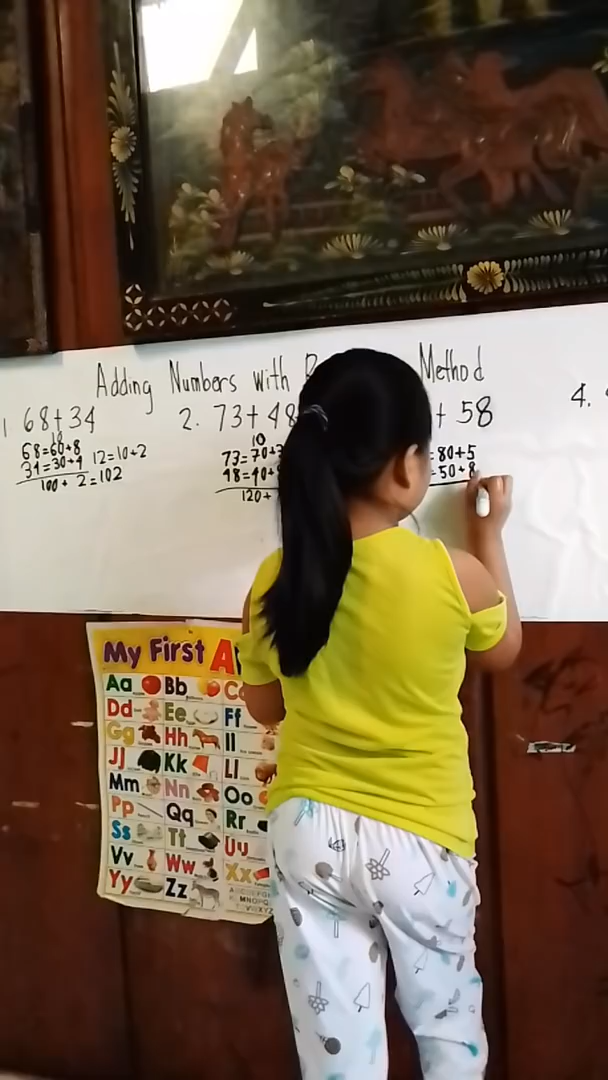 Adding Numbers with Method
1 68+34
10
68=60+8
34=30+4 12=10+2
100+2=102
2. 73+48
10
73=70+3
48=40+
120+
+ 58
=80+5
=50+8
4.
My First A
Aa Bb C
Dd Ee Ff
Gg Hh Ii
Jj Kk Ll
Mm Nn Oo
Pp Qq Rr
Ss Tt Uu
Vv Ww Xx
Yy Zz